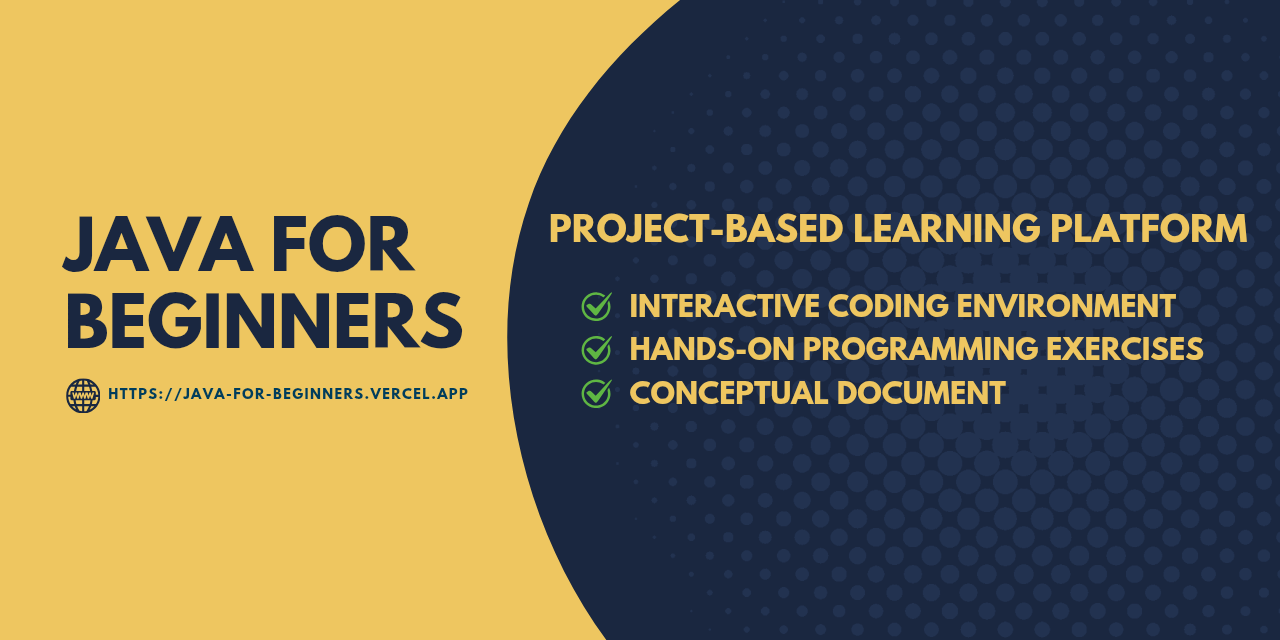 JAVA FOR
BEGINNERS
WWW
HTTPS://JAVA-FOR-BEGINNERS.VERCEL.APP
PROJECT-BASED LEARNING PLATFORM
INTERACTIVE CODING ENVIRONMENT
HANDS-ON PROGRAMMING EXERCISES
CONCEPTUAL DOCUMENT